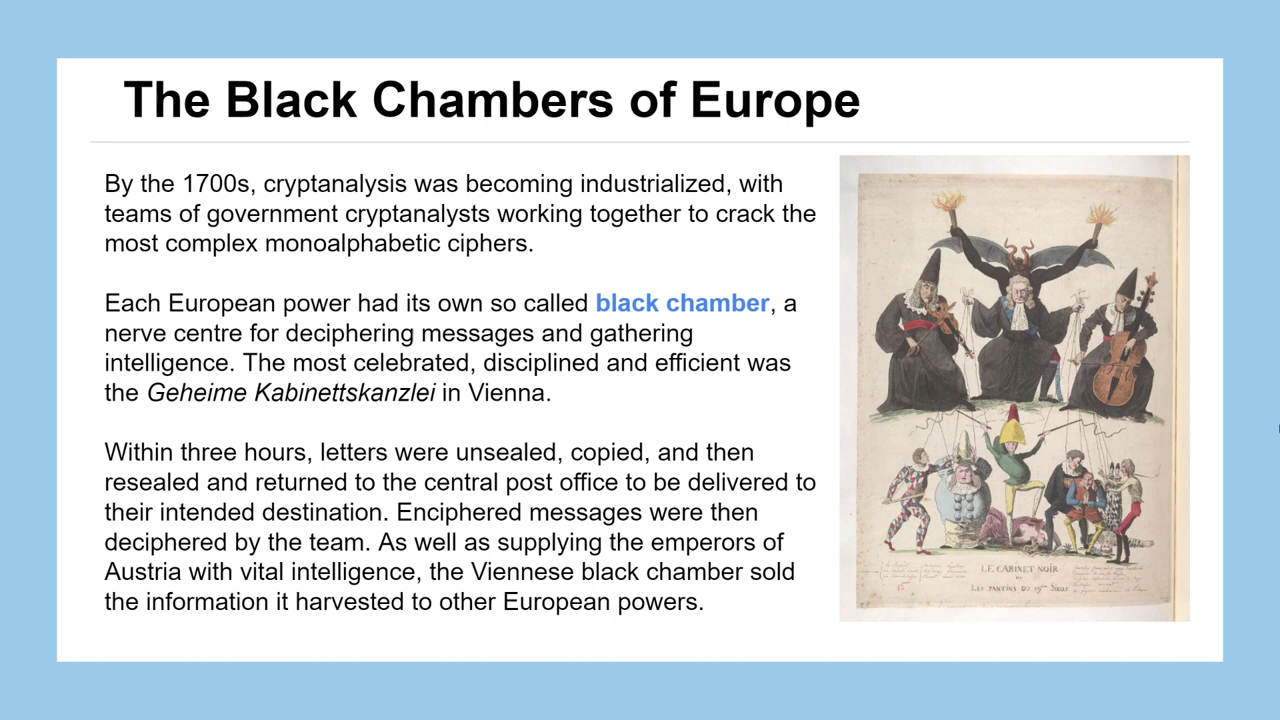 The Black Chambers of Europe
By the 1700s, cryptanalysis was becoming industrialized, with
teams of government cryptanalysts working together to crack the
most complex monoalphabetic ciphers.
Each European power had its own so called black chamber, a
nerve centre for deciphering messages and gathering
intelligence. The most celebrated, disciplined and efficient was
the Geheime Kabinettskanzlei in Vienna.
Within three hours, letters were unsealed, copied, and then
resealed and returned to the central post office to be delivered to
their intended destination. Enciphered messages were then
deciphered by the team. As well as supplying the emperors of
Austria with vital intelligence, the Viennese black chamber sold
the information it harvested to other European powers.
LE CABINET NOIR
LES PANTINS DU 19me SIECLE
15